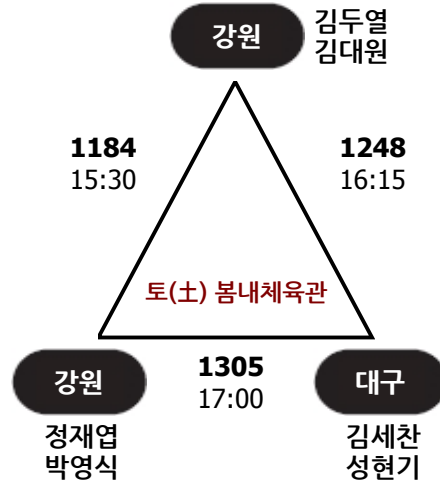 강원
김두열
김대원
1184
15:30
1248
16:15
토(土) 봄내체육관
강원
1305
17:00
대구
정재엽
박영식
김세찬
성현기